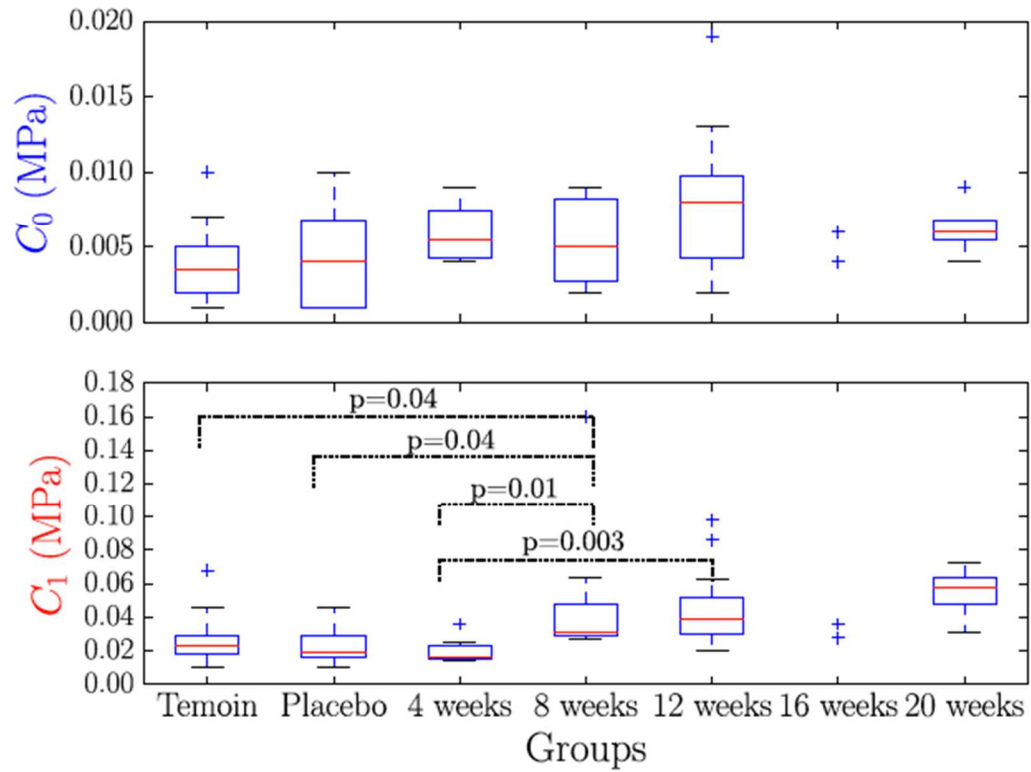 0.020
0.015
0.010
0.005
0.000
C0 (MPa)
0.18
0.16
0.14
0.12
0.10
0.08
0.06
0.04
0.02
0.00
C1 (MPa)
p=0.04
p=0.04
p=0.01
p=0.003
Temoin Placebo 4 weeks 8 weeks 12 weeks 16 weeks 20 weeks
Groups